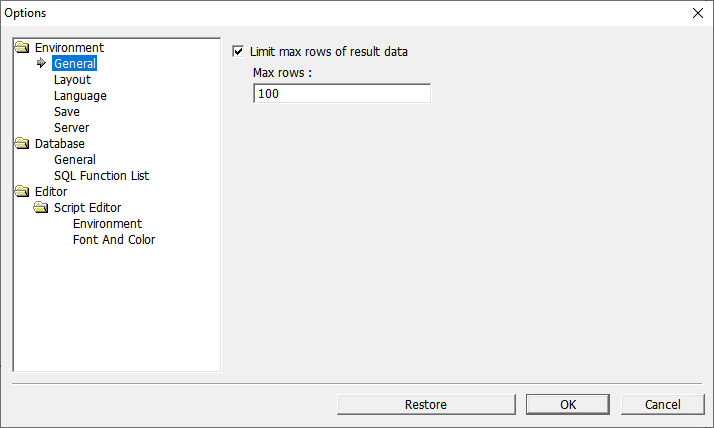 Options
Environment
General
Layout
Language
Save
Server
Database
General
SQL Function List
Editor
Script Editor
Environment
Font And Color
Limit max rows of result data
Max rows :
100
Restore
OK
Cancel